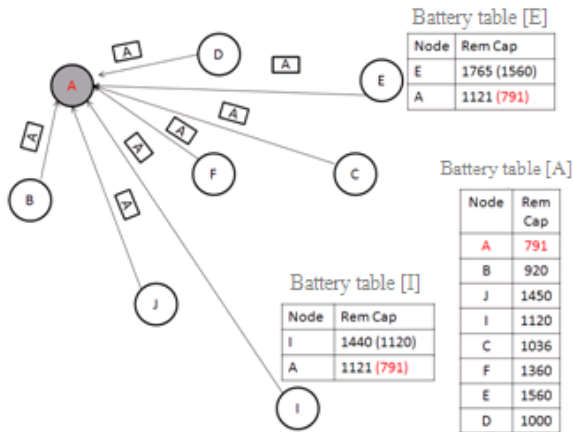 Battery table [E]
Node Rem Cap
E 1765 (1560)
A 1121 (791)
A
D
A
E
A
A
A
A
A
A
F
C
B
A
J
Battery table [A]
Node Rem Cap
A 791
B 920
J 1450
I 1120
C 1036
F 1360
E 1560
D 1000
Battery table [I]
Node Rem Cap
I 1440 (1120)
A 1121 (791)
I